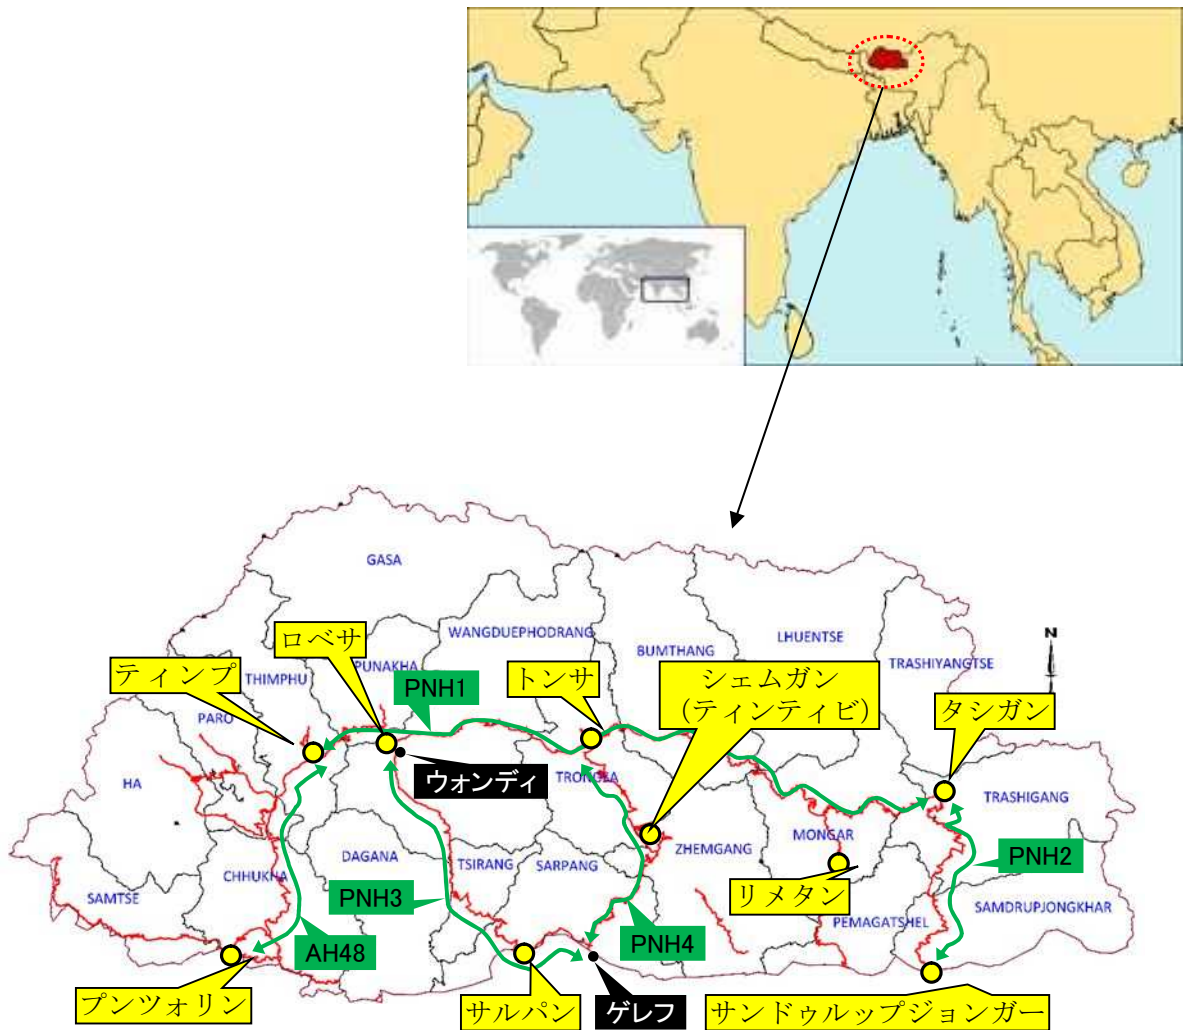 GASA
WANGDUEPHODRANG
LHUENTSE
N
ロベサ
BUMTHANG
TRASHIYANGTSE
ティンプ
THIMPHU
PUNAKHA
PNH1
トンサ
シェムガン
(ティンティビ)
タシガン
PARO
ウォンディ
HA
TRONGSA
TRASHIGANG
MONGAR
DAGANA
TSIRANG
SARPANG
ZHEMGANG
PNH2
CHHUKHA
SAMTSE
PNH3
リメタン
PEMAGATSHEL
SAMDRUPJONGKHAR
AH48
PNH4
プンツォリン
サルパン
ゲレフ
サンドゥルップジョンガー